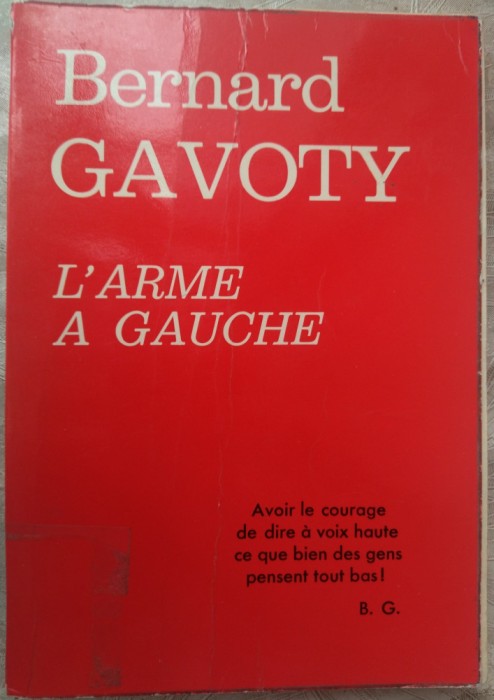 Bernard
GAVOTY
L'ARME
A GAUCHE
Avoir le courage
de dire à voix haute
ce que bien des gens
pensent tout bas!
B. G.